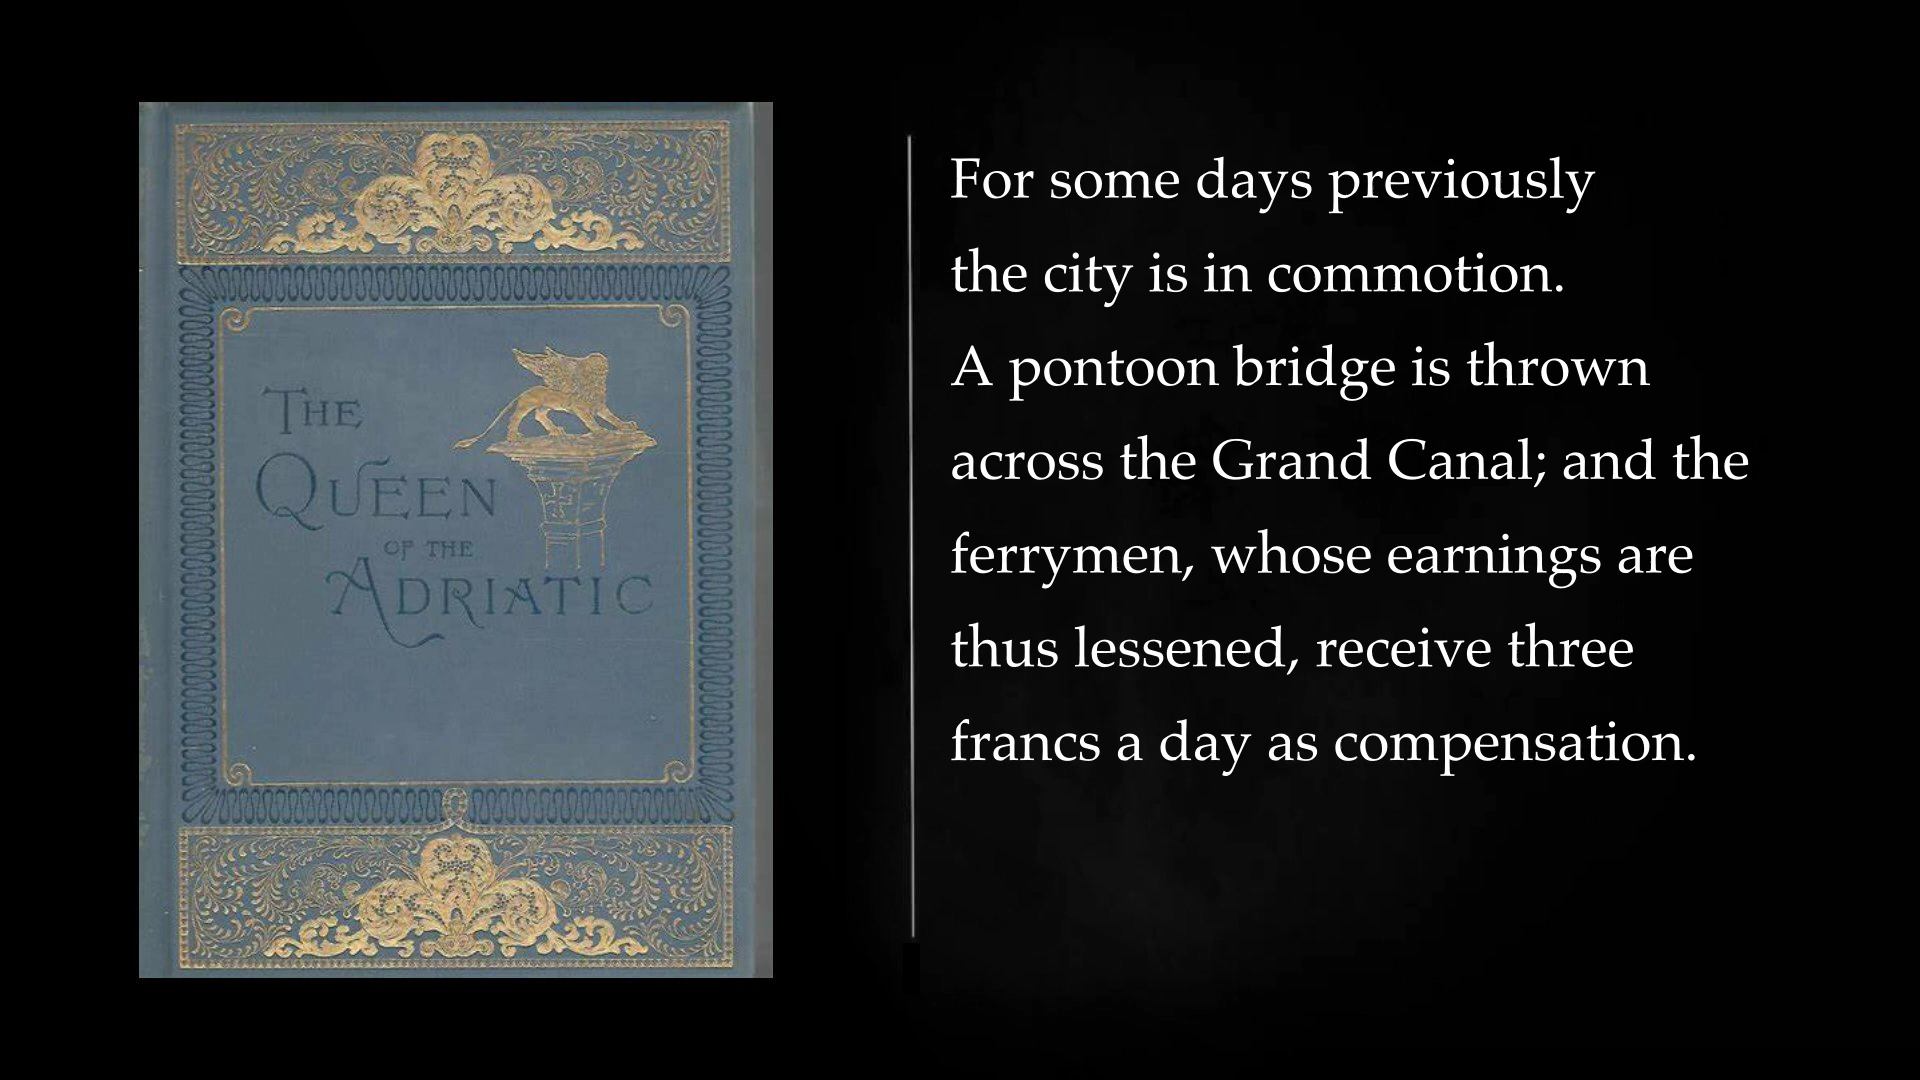 THE
QUEEN
OF THE
ADRIATIC
For some days previously
the city is in commotion.
A pontoon bridge is thrown
across the Grand Canal; and the
ferrymen, whose earnings are
thus lessened, receive three
francs a day as compensation.